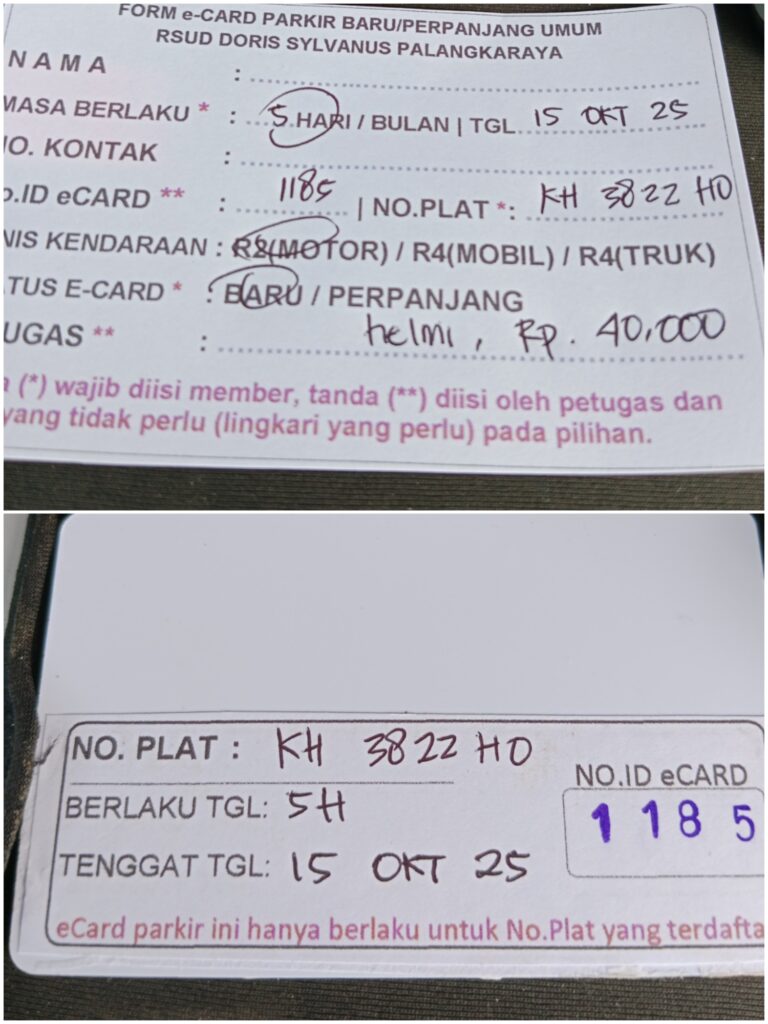 FORM e-CARD PARKIR BARU/PERPANJANG UMUM
RSUD DORIS SYLVANUS PALANGKARAYA
NAMA :
MASA BERLAKU * : 5 HARI / BULAN | TGL 15 OKT 25
O. KONTAK :
o.ID eCARD ** : 1185 | NO.PLAT *: KH 3822 HO
NIS KENDARAAN : R2(MOTOR) / R4(MOBIL) / R4(TRUK)
TUS E-CARD * : BARU / PERPANJANG
UGAS ** : helmi, Rp. 40.000
a (*) wajib diisi member, tanda (**) diisi oleh petugas dan
yang tidak perlu (lingkari yang perlu) pada pilihan.
NO. PLAT : KH 3822 HO
NO.ID eCARD
BERLAKU TGL: 5H
1185
TENGGAT TGL: 15 OKT 25
eCard parkir ini hanya berlaku untuk No.Plat yang terdafta